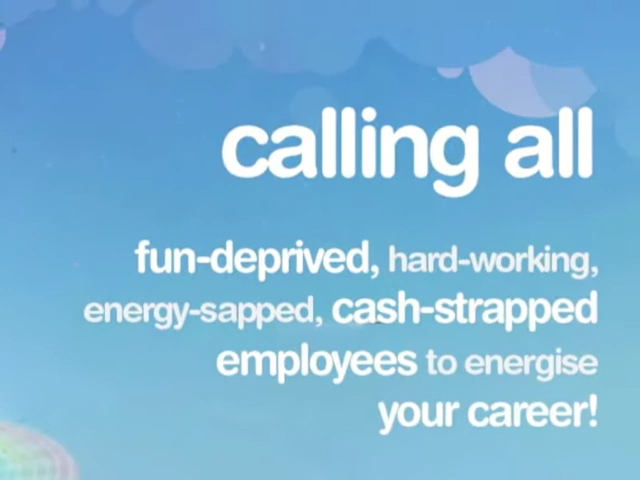 calling all
fun-deprived, hard-working,
energy-sapped, cash-strapped
employees to energise
your career!